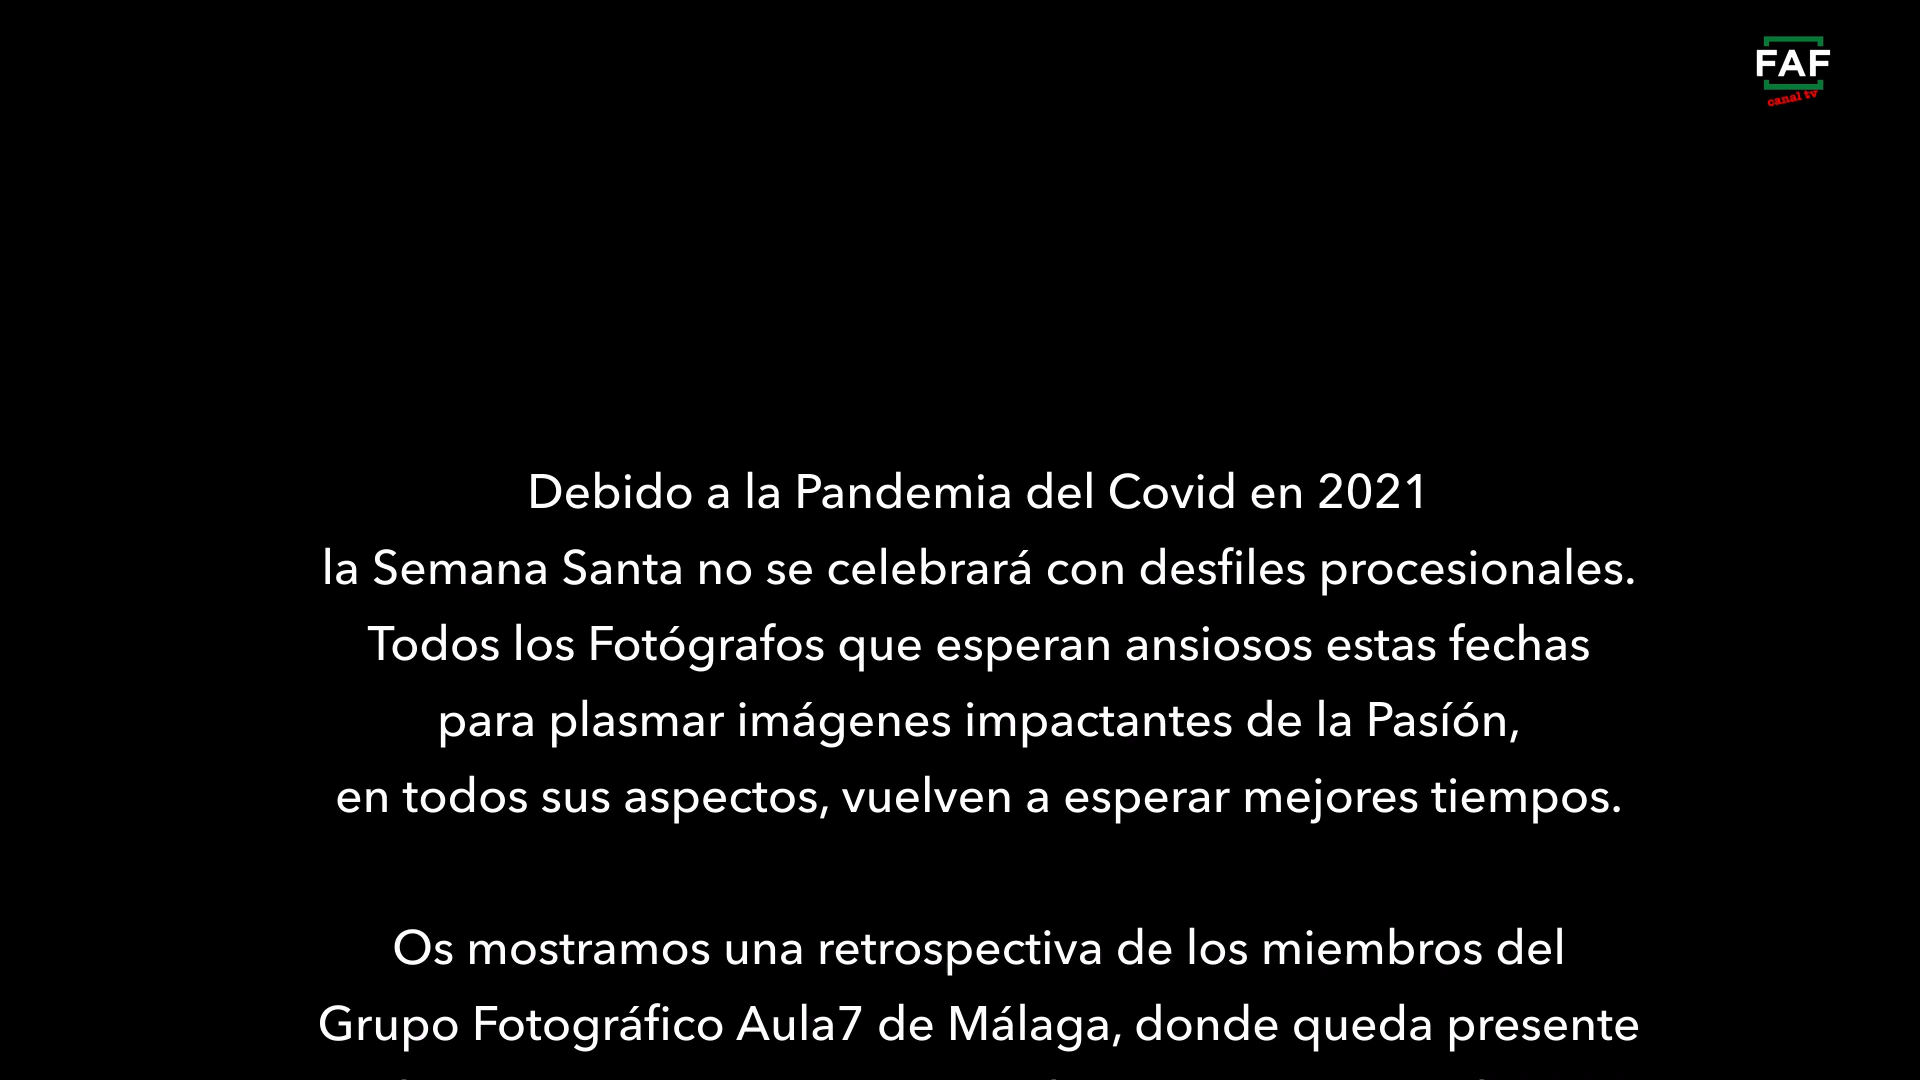 FAF
canal tv
Debido a la Pandemia del Covid en 2021
la Semana Santa no se celebrará con desfiles procesionales.
Todos los Fotógrafos que esperan ansiosos estas fechas
para plasmar imágenes impactantes de la Pasíón,
en todos sus aspectos, vuelven a esperar mejores tiempos.
Os mostramos una retrospectiva de los miembros del
Grupo Fotográfico Aula7 de Málaga, donde queda presente